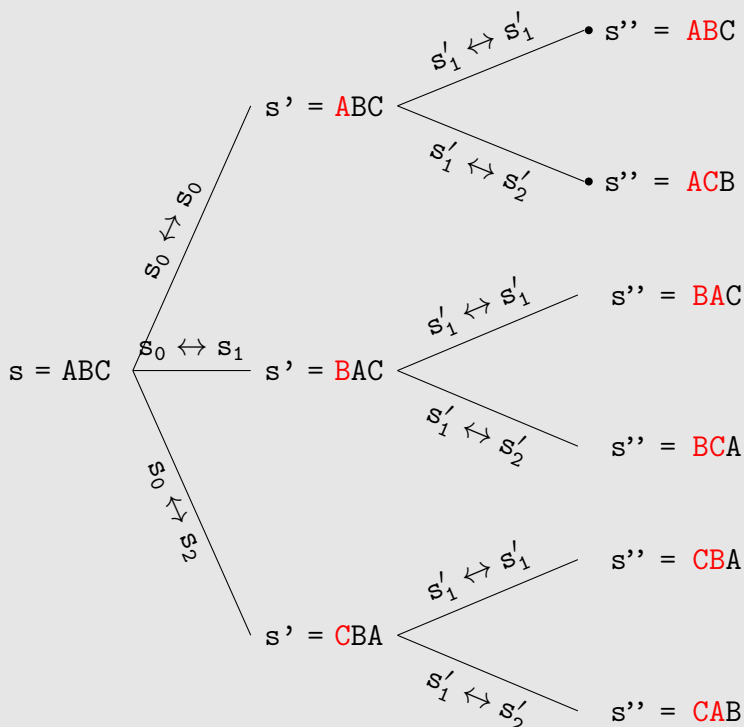 s'₁ ↔ s'₁
s'' = ABC
s' = ABC
s'₁ ↔ s'₂
s'' = ACB
s₀ ↔ s₀
s'₁ ↔ s'₁
s'' = BAC
s₀ ↔ s₁
s = ABC
s' = BAC
s'₁ ↔ s'₂
s'' = BCA
s₀ ↔ s₂
s'₁ ↔ s'₁
s'' = CBA
s' = CBA
s'₁ ↔ s'₂
s'' = CAB